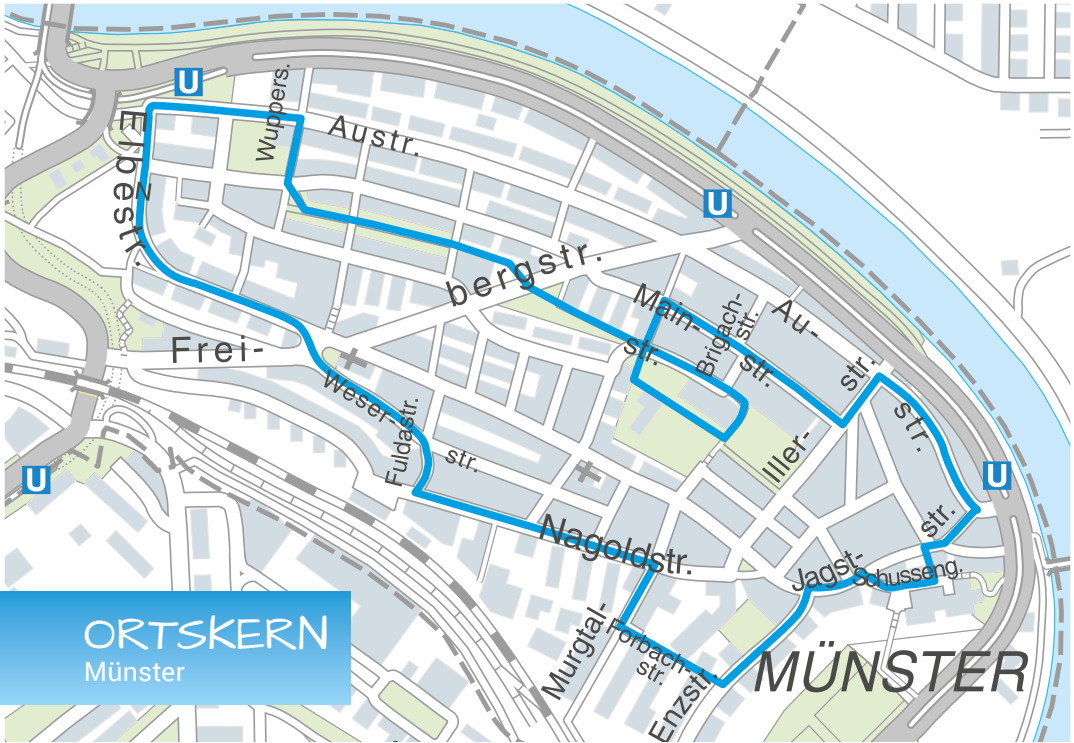 U
Wuppers.
Austr.
Elbestr.
z
U
bergstr.
Main-
str.
Brigach-
str.
str.
Au-
str.
str.
Frei-
Weser-
str.
Fuldastr.
Iller-
str.
U
U
Nagoldstr.
Jagst-
Schusseng.
Murgtal-
Forbach-
str.
Enzstr.
MÜNSTER
ORTSKERN
Münster